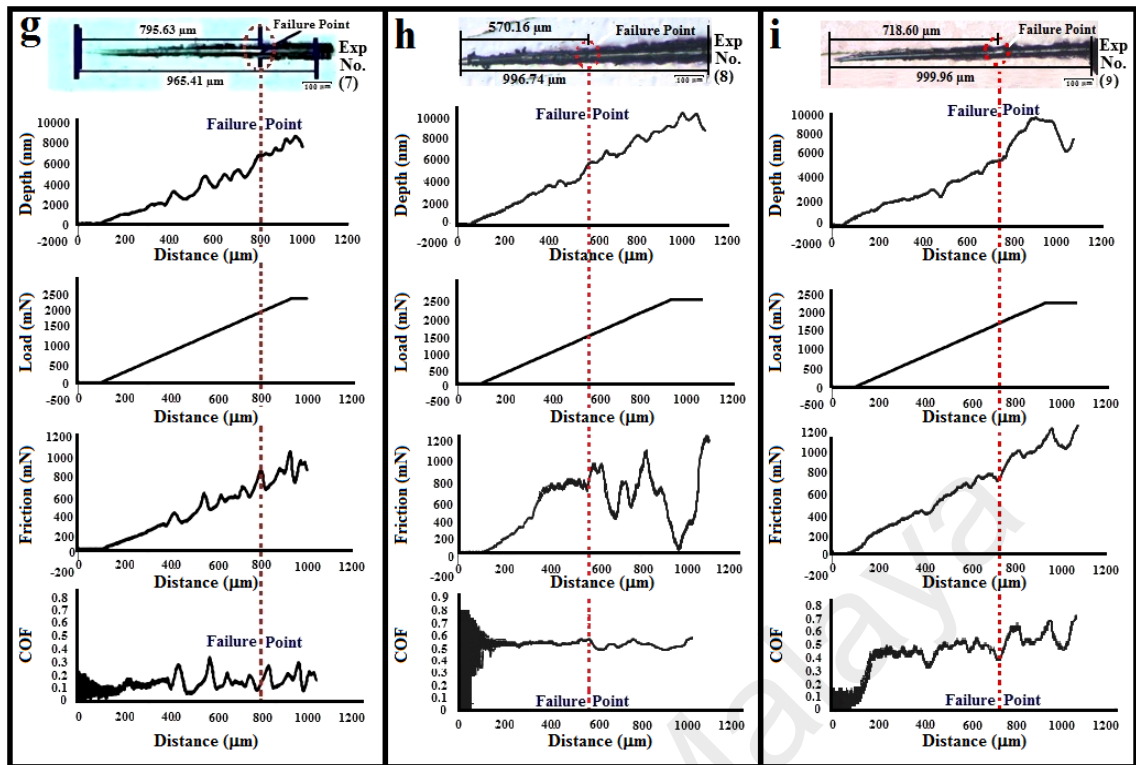 g
795.63 µm
Failure Point
Exp
No.
(7)
965.41 µm
100 µm
Failure Point
Depth (nm)
10000
8000
6000
4000
2000
0
-2000
0 200 400 600 800 1000 1200
Distance (µm)
Load (mN)
2500
2000
1500
1000
500
0
-500
0 200 400 600 800 1000 1200
Distance (µm)
Friction (mN)
1200
1000
800
600
400
200
0
-200
0 200 400 600 800 1000 1200
Distance (µm)
Failure Point
COF
0.8
0.7
0.6
0.5
0.4
0.3
0.2
0.1
0
0 200 400 600 800 1000 1200
Distance (µm)
h
570.16 µm
Failure Point
Exp
No.
(8)
996.74 µm
100 µm
Failure Point
Depth (nm)
10000
8000
6000
4000
2000
0
-2000
0 200 400 600 800 1000 1200
Distance (µm)
Load (mN)
2500
2000
1500
1000
500
0
-500
0 200 400 600 800 1000 1200
Distance (µm)
Friction (mN)
1200
1000
800
600
400
200
0
-200
0 200 400 600 800 1000 1200
Distance (µm)
COF
0.9
0.8
0.7
0.6
0.5
0.4
0.3
0.2
0.1
0
Failure Point
0 200 400 600 800 1000 1200
Distance (µm)
i
718.60 µm
Failure Point
Exp
No.
(9)
999.96 µm
100 µm
Failure Point
Depth (nm)
10000
8000
6000
4000
2000
0
-2000
0 200 400 600 800 1000 1200
Distance (µm)
Load (mN)
2500
2000
1500
1000
500
0
-500
0 200 400 600 800 1000 1200
Distance (µm)
Friction (mN)
1200
1000
800
600
400
200
0
-200
0 200 400 600 800 1000 1200
Distance (µm)
COF
0.8
0.7
0.6
0.5
0.4
0.3
0.2
0.1
0
Failure Point
0 200 400 600 800 1000 1200
Distance (µm)
Malaya